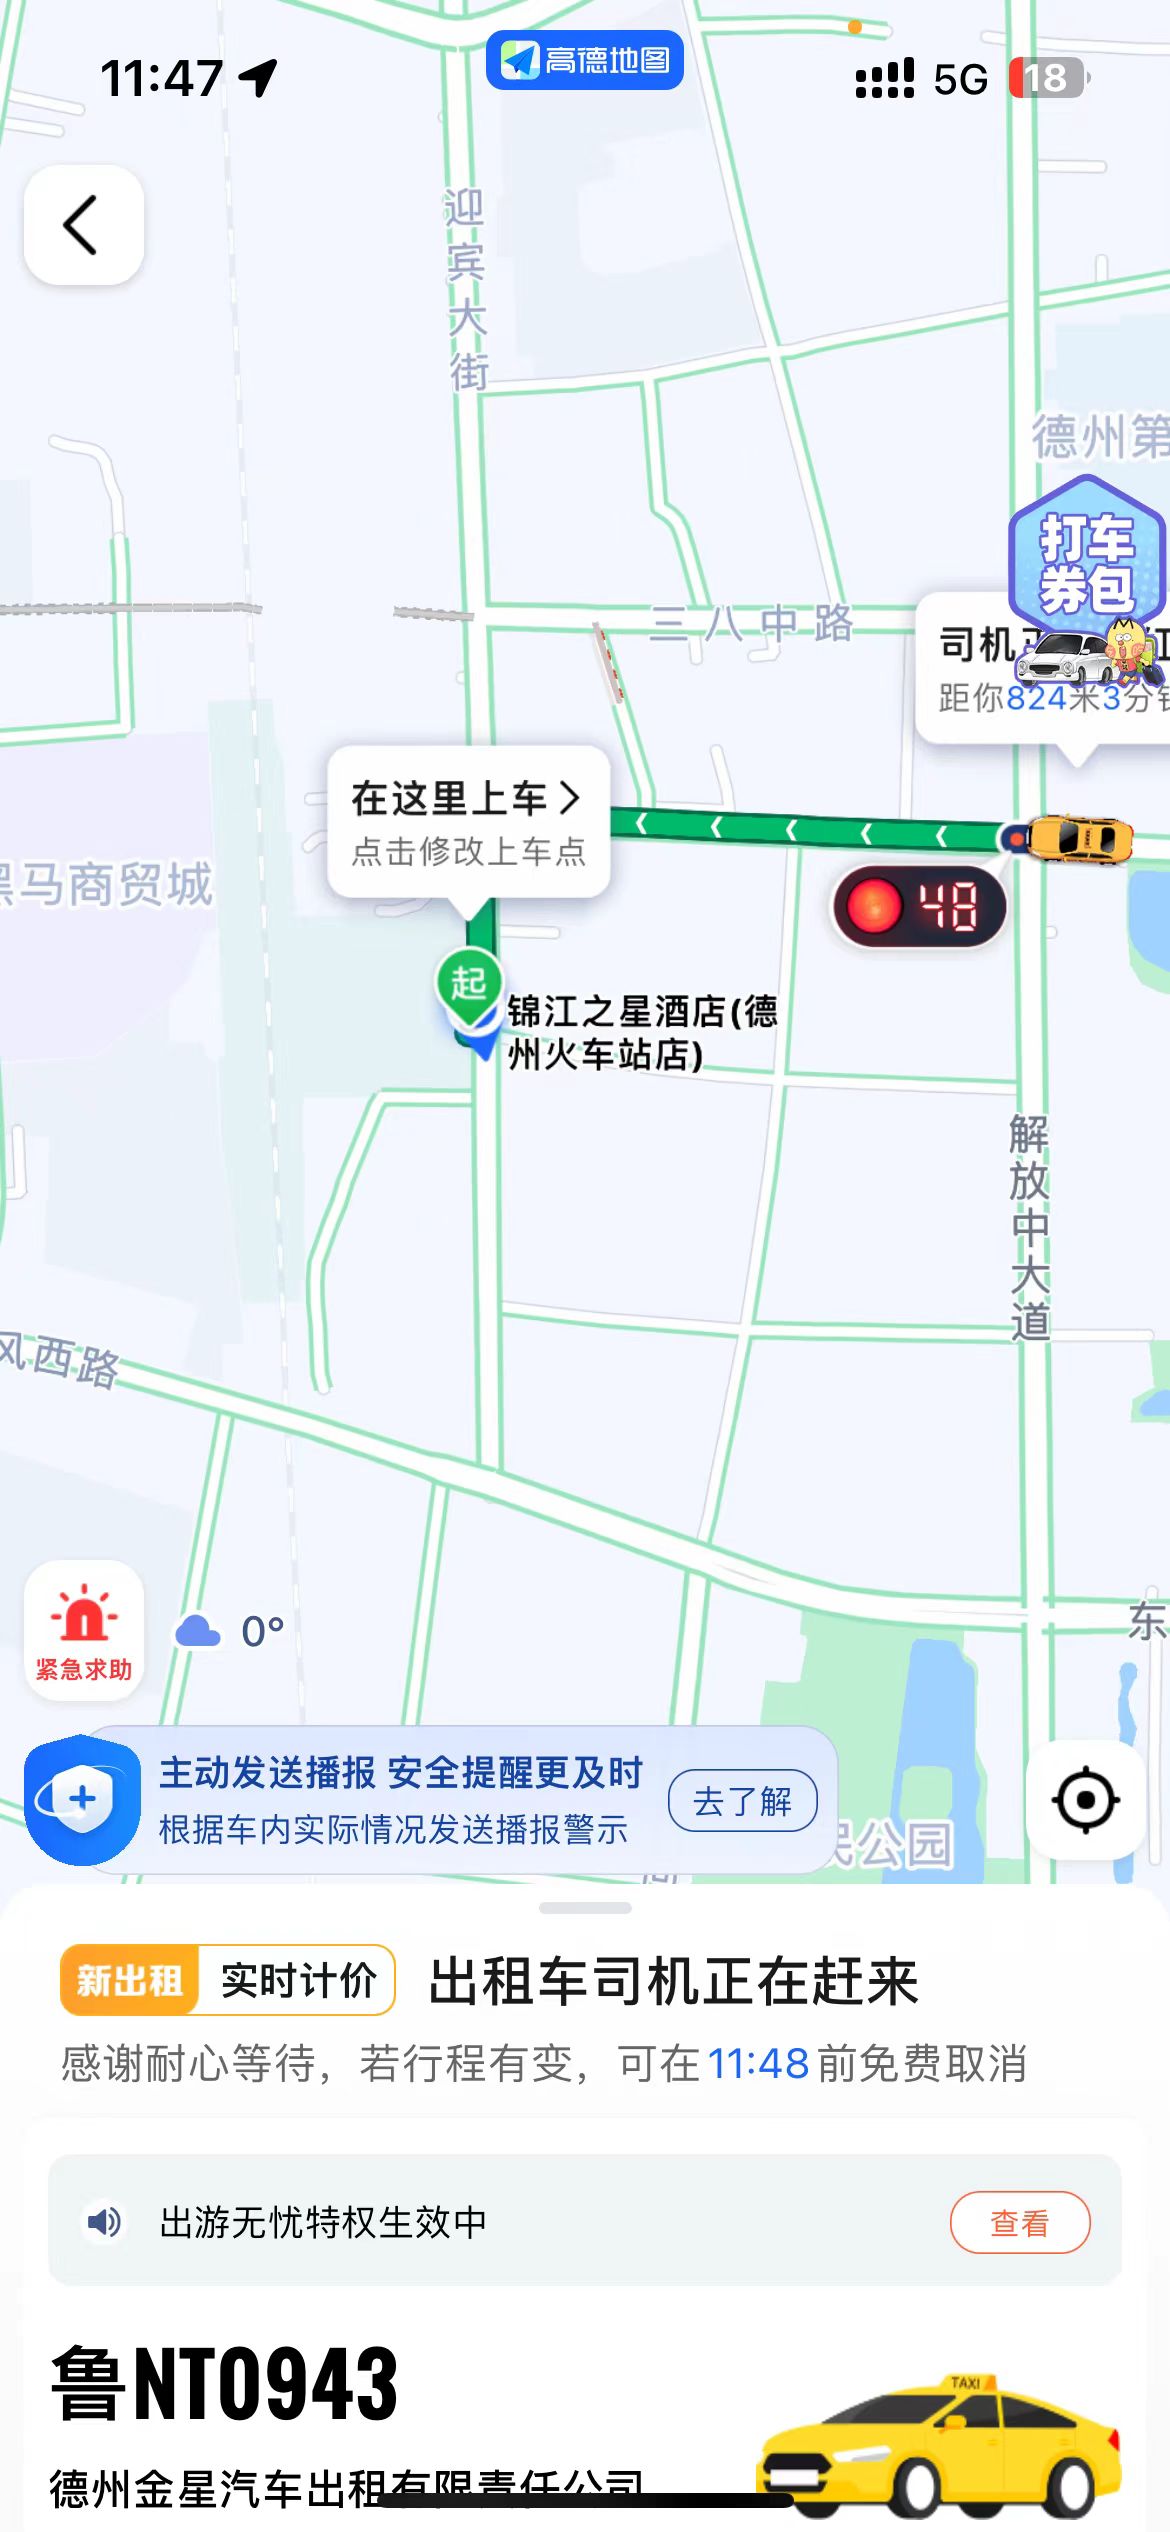 11:47
高德地图
5G
18
迎宾大街
德州第
打车
券包
三八中路
司机正
距你824米3分钟
在这里上车
点击修改上车点
黑马商贸城
48
起
锦江之星酒店(德
州火车站店)
解放中大道
风西路
东
紧急求助
0°
主动发送播报 安全提醒更及时
根据车内实际情况发送播报警示
去了解
民公园
新出租
实时计价
出租车司机正在赶来
感谢耐心等待，若行程有变，可在11:48前免费取消
出游无忧特权生效中
查看
鲁NT0943
TAXI
德州金星汽车出租有限责任公司